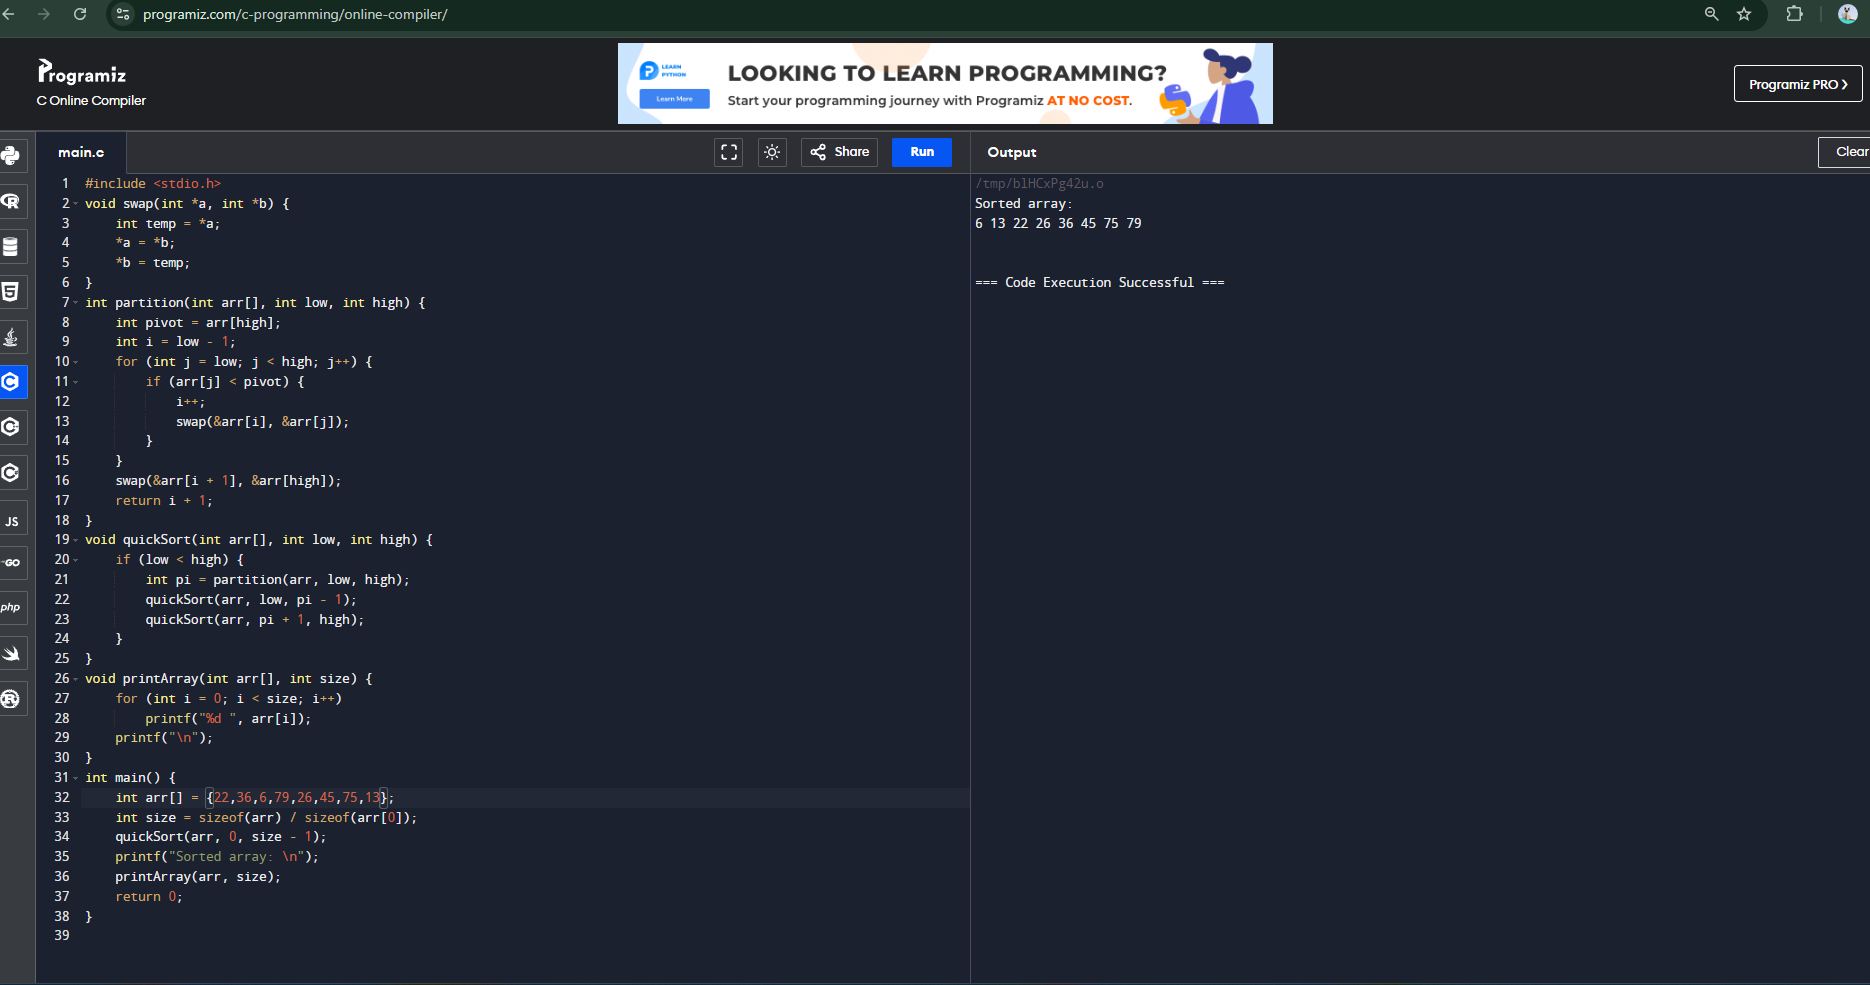 programiz.com/c-programming/online-compiler/
Programiz
C Online Compiler
LEARN
PYTHON
Learn More
LOOKING TO LEARN PROGRAMMING?
Start your programming journey with Programiz AT NO COST.
Programiz PRO
main.c
Share
Run
Output
Clear
1 #include <stdio.h>
2 void swap(int *a, int *b) {
3     int temp = *a;
4     *a = *b;
5     *b = temp;
6 }
7 int partition(int arr[], int low, int high) {
8     int pivot = arr[high];
9     int i = low - 1;
10     for (int j = low; j < high; j++) {
11         if (arr[j] < pivot) {
12             i++;
13             swap(&arr[i], &arr[j]);
14         }
15     }
16     swap(&arr[i + 1], &arr[high]);
17     return i + 1;
18 }
19 void quickSort(int arr[], int low, int high) {
20     if (low < high) {
21         int pi = partition(arr, low, high);
22         quickSort(arr, low, pi - 1);
23         quickSort(arr, pi + 1, high);
24     }
25 }
26 void printArray(int arr[], int size) {
27     for (int i = 0; i < size; i++)
28         printf("%d ", arr[i]);
29     printf("\n");
30 }
31 int main() {
32     int arr[] = {22,36,6,79,26,45,75,13};
33     int size = sizeof(arr) / sizeof(arr[0]);
34     quickSort(arr, 0, size - 1);
35     printf("Sorted array: \n");
36     printArray(arr, size);
37     return 0;
38 }
39
/tmp/blHCxPg42u.o
Sorted array:
6 13 22 26 36 45 75 79
=== Code Execution Successful ===
JS
GO
php